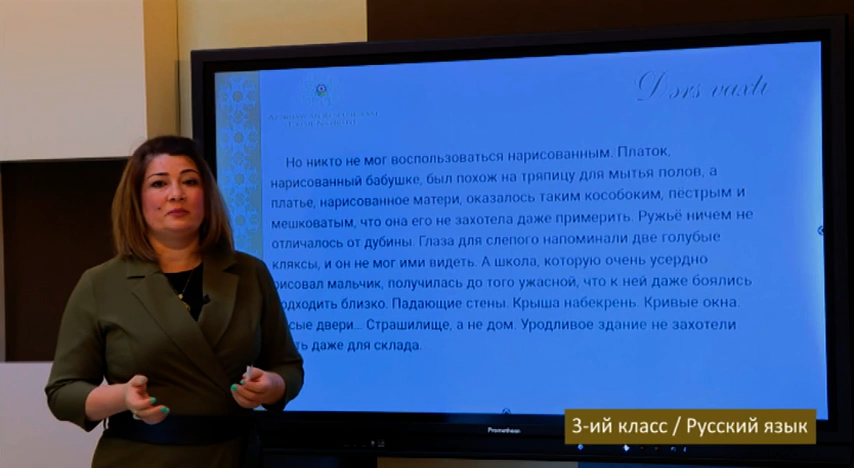 Dərs vaxtı
Но никто не мог воспользоваться нарисованным. Платок,
нарисованный бабушке, был похож на тряпицу для мытья полов, а
платье, нарисованное матери, оказалось таким кособоким, пёстрым и
мешковатым, что она его не захотела даже примерить. Ружьё ничем не
отличалось от дубины. Глаза для слепого напоминали две голубые
кляксы, и он не мог ими видеть. А школа, которую очень усердно
рисовал мальчик, получилась до того ужасной, что к ней даже боялись
подходить близко. Падающие стены. Крыша набекрень. Кривые окна.
двери... Страшилище, а не дом. Уродливое здание не захотели
даже для склада.
Promethean
3-ий класс / Русский язык